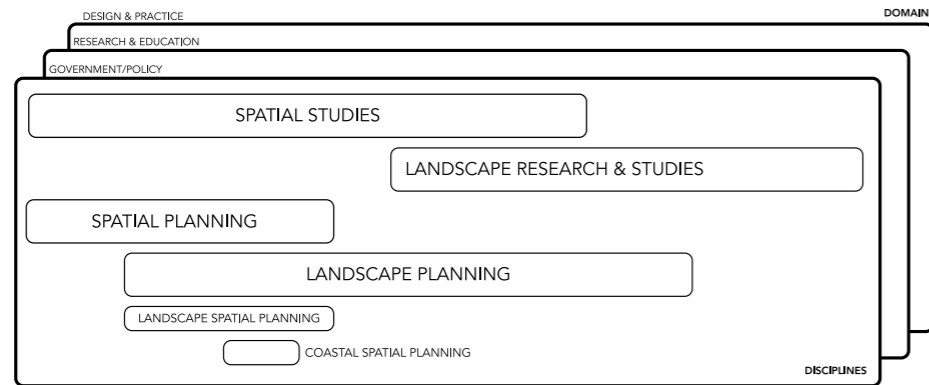 DESIGN & PRACTICE
DOMAIN
RESEARCH & EDUCATION
GOVERNMENT/POLICY
SPATIAL STUDIES
LANDSCAPE RESEARCH & STUDIES
SPATIAL PLANNING
LANDSCAPE PLANNING
LANDSCAPE SPATIAL PLANNING
COASTAL SPATIAL PLANNING
DISCIPLINES